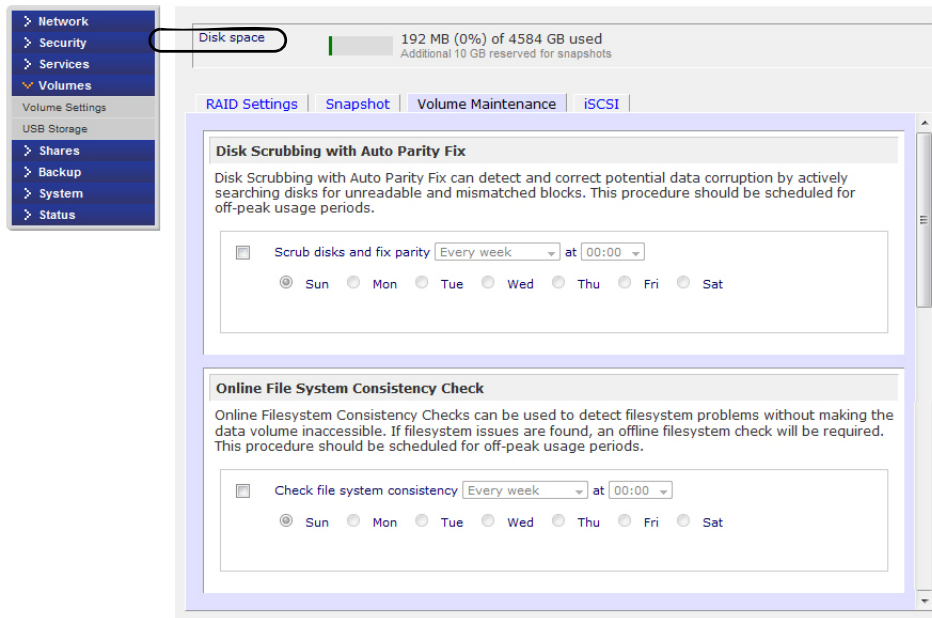 Network
Security
Services
Volumes
Volume Settings
USB Storage
Shares
Backup
System
Status
Disk space
192 MB (0%) of 4584 GB used
Additional 10 GB reserved for snapshots
RAID Settings Snapshot Volume Maintenance iSCSI
Disk Scrubbing with Auto Parity Fix
Disk Scrubbing with Auto Parity Fix can detect and correct potential data corruption by actively
searching disks for unreadable and mismatched blocks. This procedure should be scheduled for
off-peak usage periods.
Scrub disks and fix parity Every week at 00:00
Sun Mon Tue Wed Thu Fri Sat
Online File System Consistency Check
Online Filesystem Consistency Checks can be used to detect filesystem problems without making the
data volume inaccessible. If filesystem issues are found, an offline filesystem check will be required.
This procedure should be scheduled for off-peak usage periods.
Check file system consistency Every week at 00:00
Sun Mon Tue Wed Thu Fri Sat